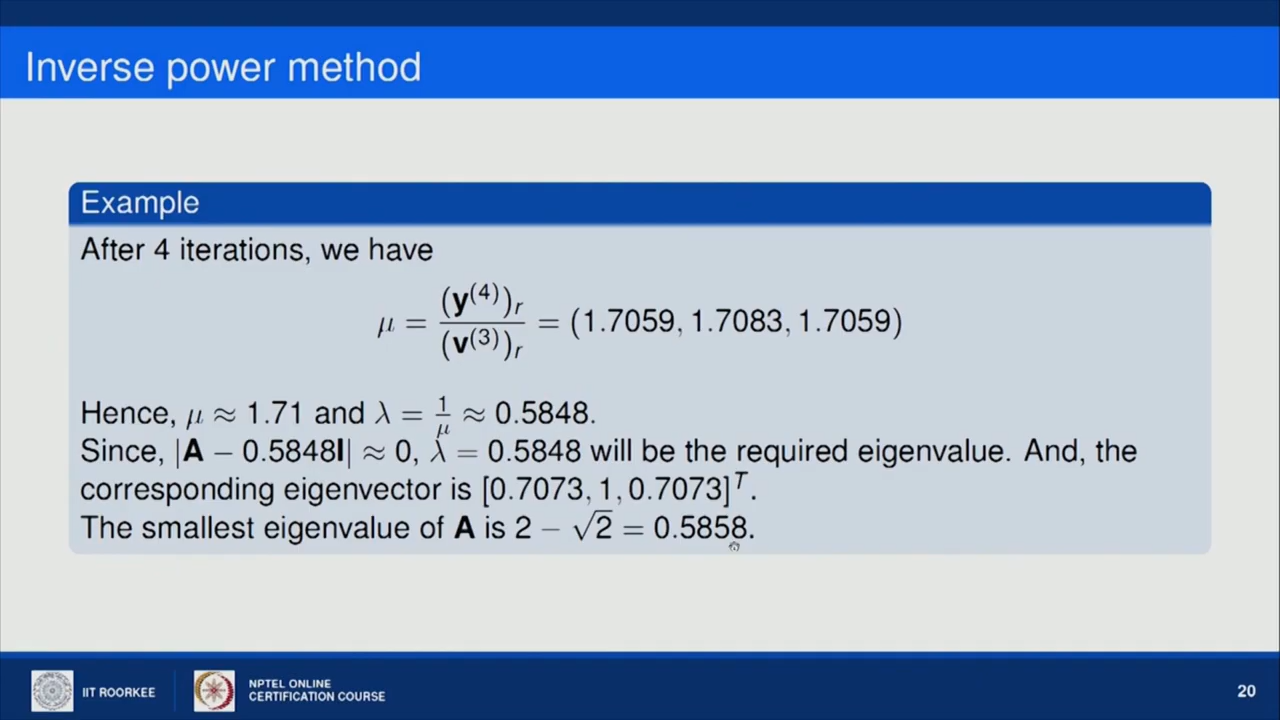 Inverse power method
Example
After 4 iterations, we have
μ = (y⁽⁴⁾)ᵣ / (v⁽³⁾)ᵣ = (1.7059, 1.7083, 1.7059)
Hence, μ ≈ 1.71 and λ = 1/μ ≈ 0.5848.
Since, |A − 0.5848I| ≈ 0, λ = 0.5848 will be the required eigenvalue. And, the
corresponding eigenvector is [0.7073, 1, 0.7073]ᵀ.
The smallest eigenvalue of A is 2 − √2 = 0.5858.
IIT ROORKEE
NPTEL ONLINE
CERTIFICATION COURSE
20